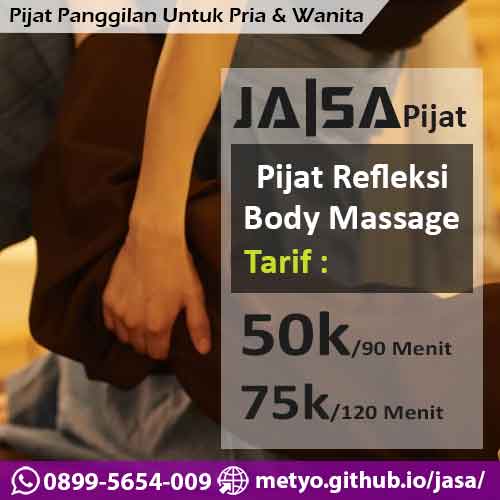 Pijat Panggilan Untuk Pria & Wanita
JA|SA Pijat
Pijat Refleksi
Body Massage
Tarif :
50k/90 Menit
75k/120 Menit
0899-5654-009 metyo.github.io/jasa/